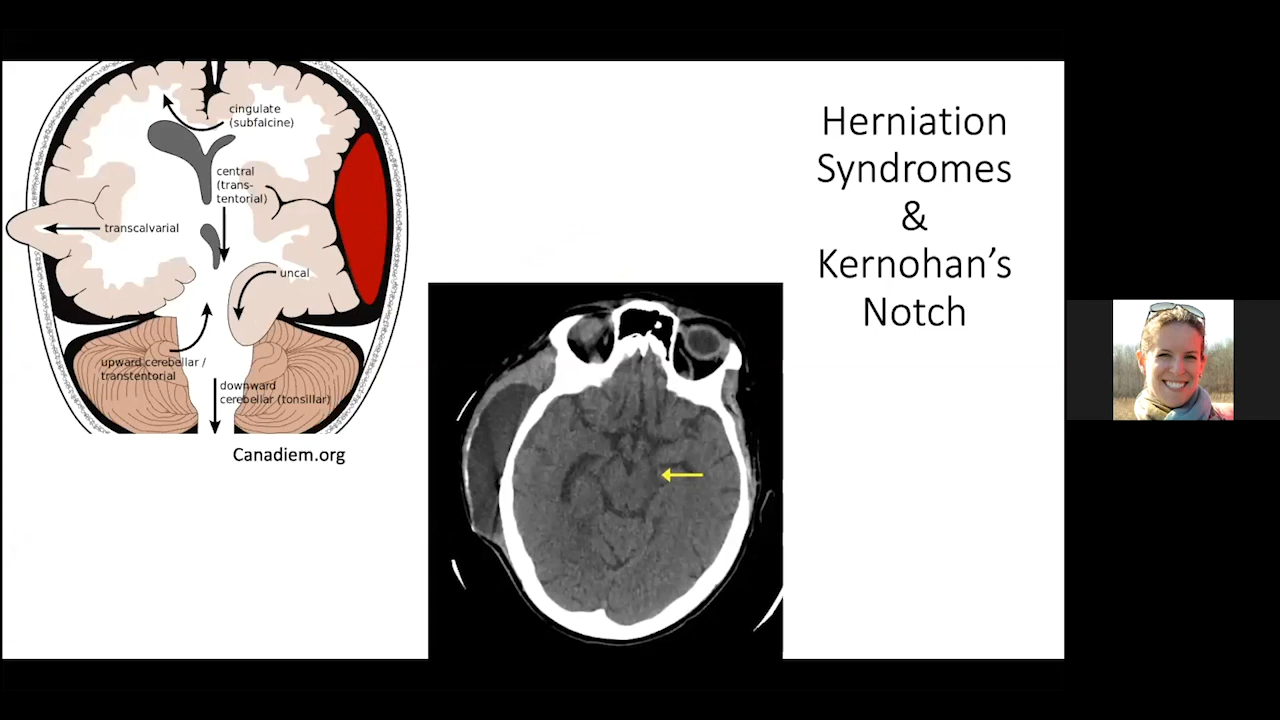 cingulate
(subfalcine)
central
(trans-
tentorial)
transcalvarial
uncal
upward cerebellar /
transtentorial
downward
cerebellar (tonsillar)
Canadiem.org
Herniation
Syndromes
&
Kernohan’s
Notch